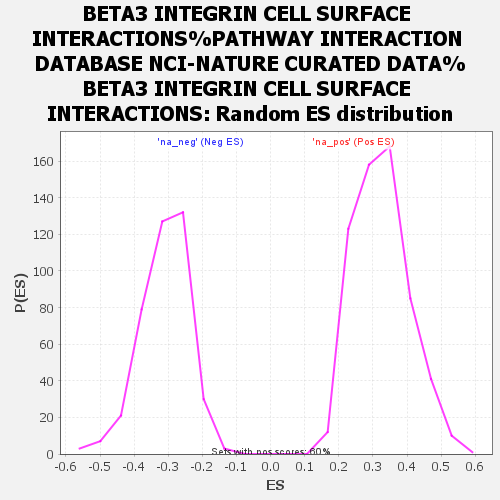 BETA3 INTEGRIN CELL SURFACE
INTERACTIONS%PATHWAY INTERACTION
DATABASE NCI-NATURE CURATED DATA%
BETA3 INTEGRIN CELL SURFACE
INTERACTIONS: Random ES distribution
'na_neg' (Neg ES)
'na_pos' (Pos ES)
P(ES)
160
140
120
100
80
60
40
20
0
Sets with pos scores: 60%
-0.6 -0.5 -0.4 -0.3 -0.2 -0.1 0.0 0.1 0.2 0.3 0.4 0.5 0.6
ES